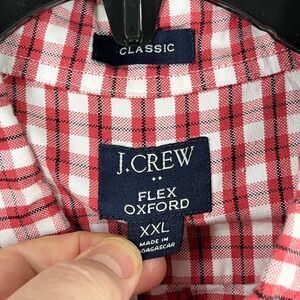 CLASSIC
J.CREW
FLEX
OXFORD
XXL
MADE IN